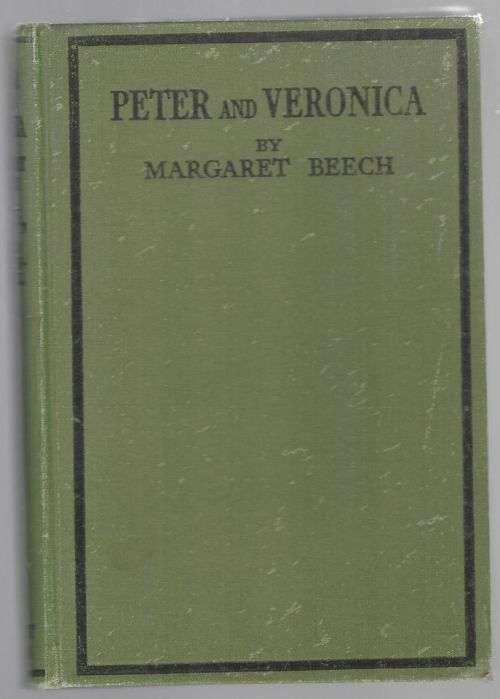 PETER AND VERONICA
BY
MARGARET BEECH